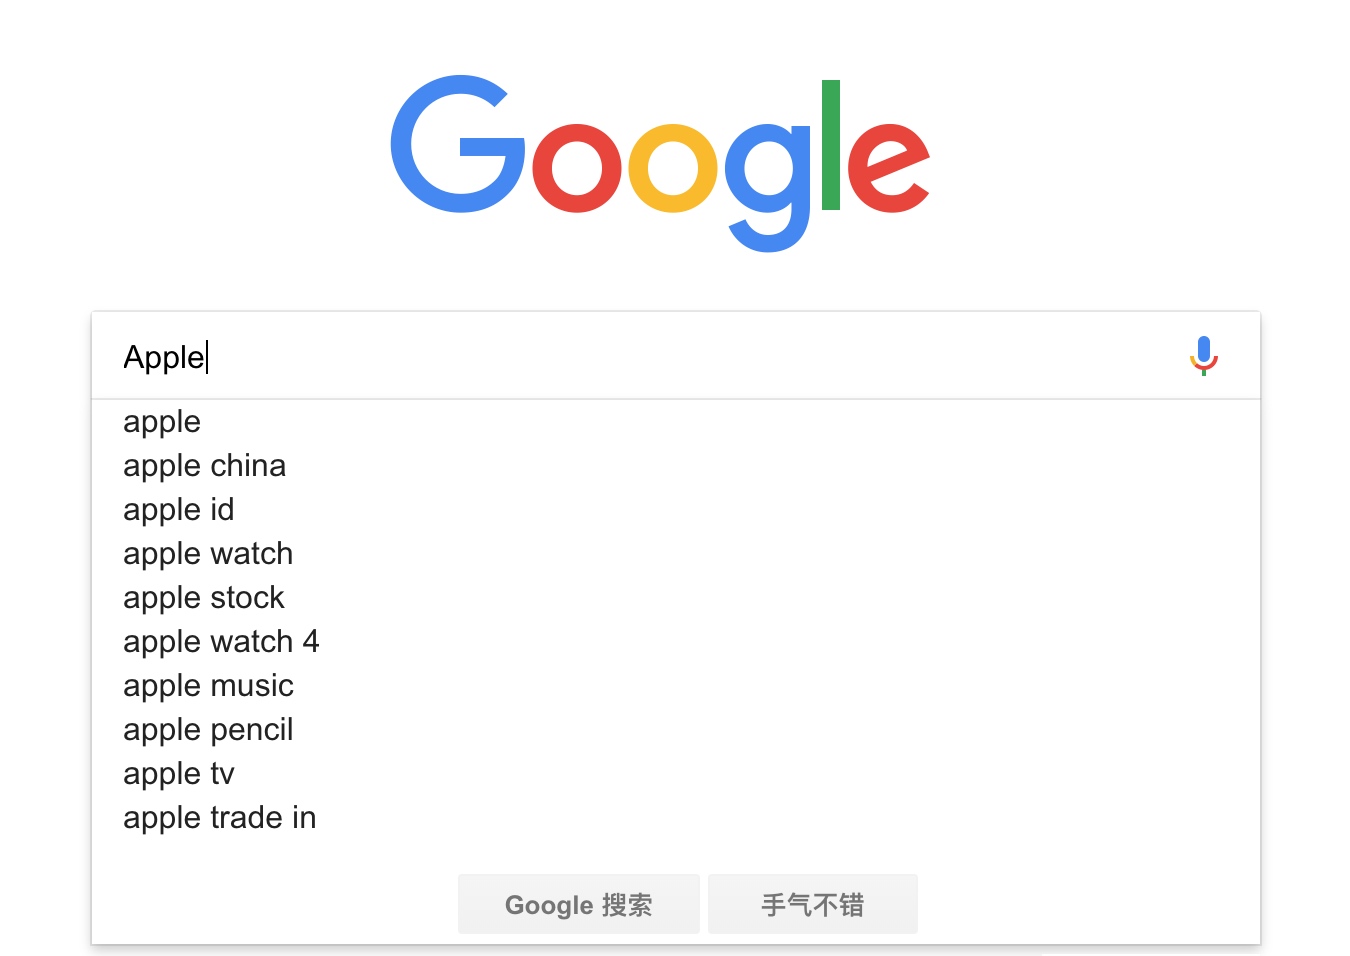 Google
Apple
apple
apple china
apple id
apple watch
apple stock
apple watch 4
apple music
apple pencil
apple tv
apple trade in
Google 搜索 手气不错